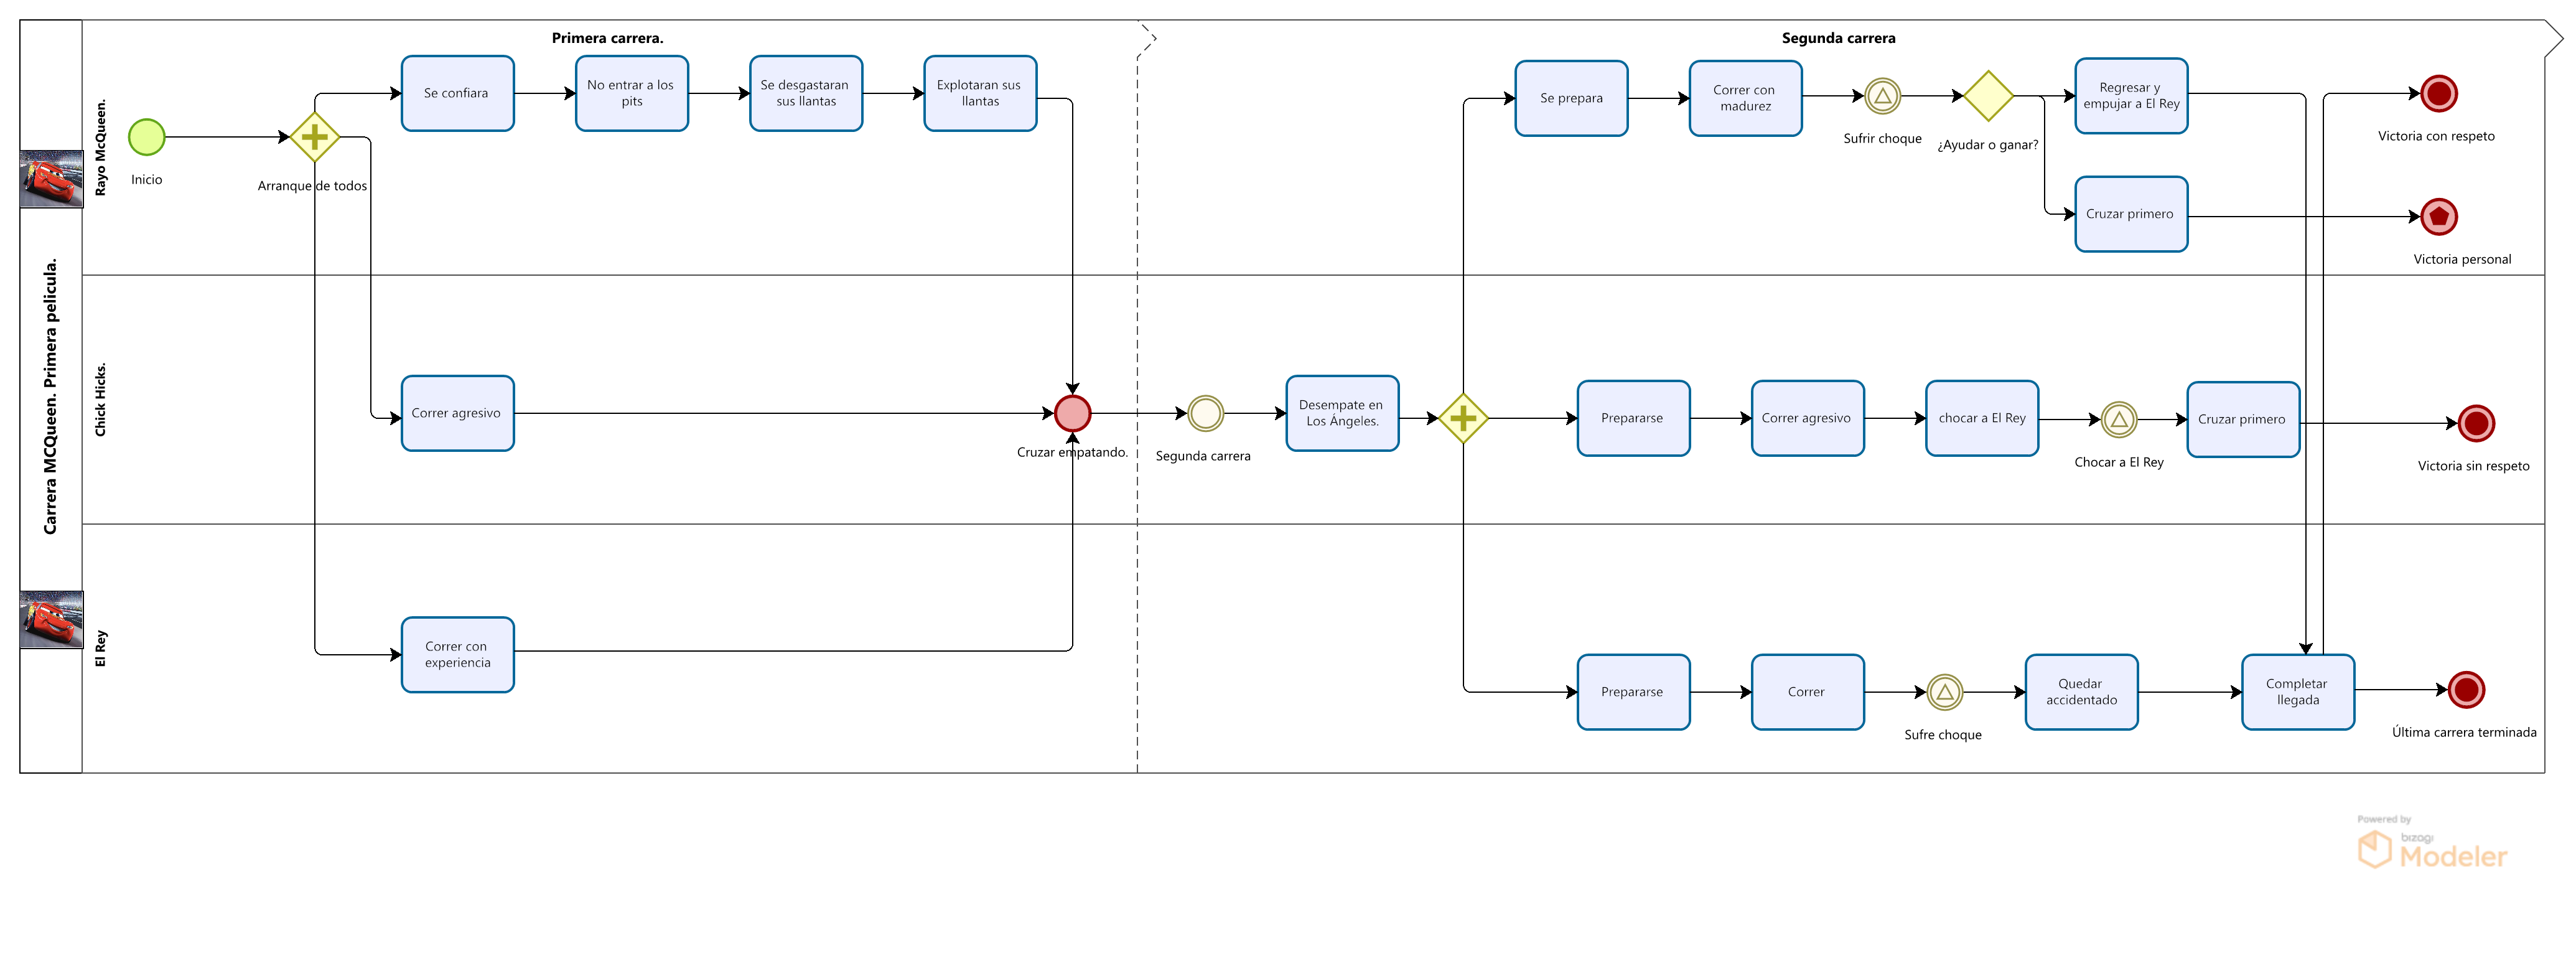 Carrera MCQueen. Primera pelicula.
Primera carrera.
Segunda carrera
Rayo McQueen.
Inicio
Arranque de todos
Se confiara
No entrar a los
pits
Se desgastaran
sus llantas
Explotaran sus
llantas
Se prepara
Correr con
madurez
Sufrir choque
¿Ayudar o ganar?
Regresar y
empujar a El Rey
Cruzar primero
Victoria con respeto
Victoria personal
Chick Hicks.
Correr agresivo
Cruzar empatando.
Segunda carrera
Desempate en
Los Ángeles.
Prepararse
Correr agresivo
chocar a El Rey
Chocar a El Rey
Cruzar primero
Victoria sin respeto
El Rey
Correr con
experiencia
Prepararse
Correr
Sufre choque
Quedar
accidentado
Completar
llegada
Última carrera terminada
Powered by
bizagi
Modeler